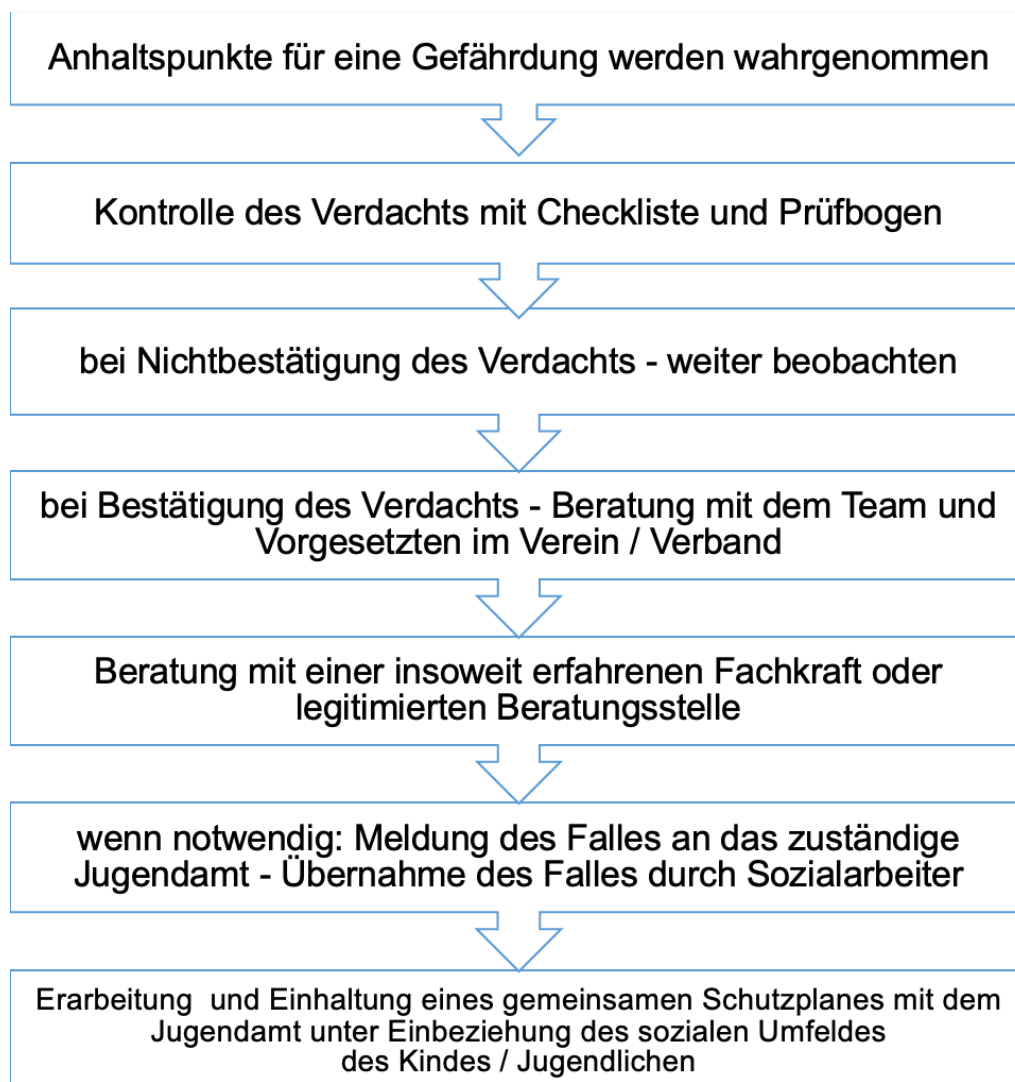 Anhaltspunkte für eine Gefährdung werden wahrgenommen
Kontrolle des Verdachts mit Checkliste und Prüfbogen
bei Nichtbestätigung des Verdachts - weiter beobachten
bei Bestätigung des Verdachts - Beratung mit dem Team und
Vorgesetzten im Verein / Verband
Beratung mit einer insoweit erfahrenen Fachkraft oder
legitimierten Beratungsstelle
wenn notwendig: Meldung des Falles an das zuständige
Jugendamt - Übernahme des Falles durch Sozialarbeiter
Erarbeitung und Einhaltung eines gemeinsamen Schutzplanes mit dem
Jugendamt unter Einbeziehung des sozialen Umfeldes
des Kindes / Jugendlichen